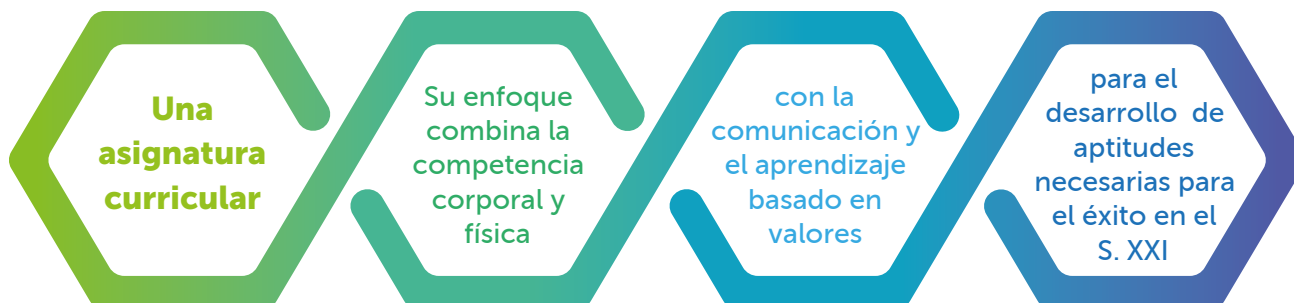 Una
asignatura
curricular
Su enfoque
combina la
competencia
corporal y
física
con la
comunicación y
el aprendizaje
basado en
valores
para el
desarrollo de
aptitudes
necesarias para
el éxito en el
S. XXI